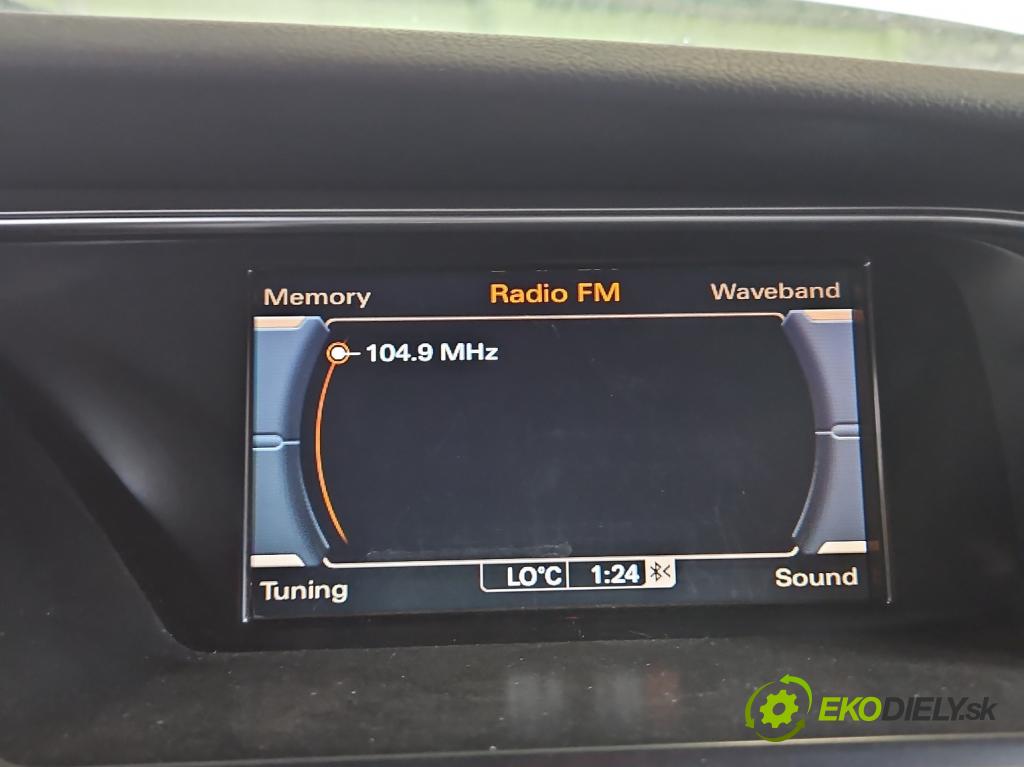 Memory Radio FM Waveband
104.9 MHz
LO°C 1:24
Tuning Sound
EKODIELY.sk